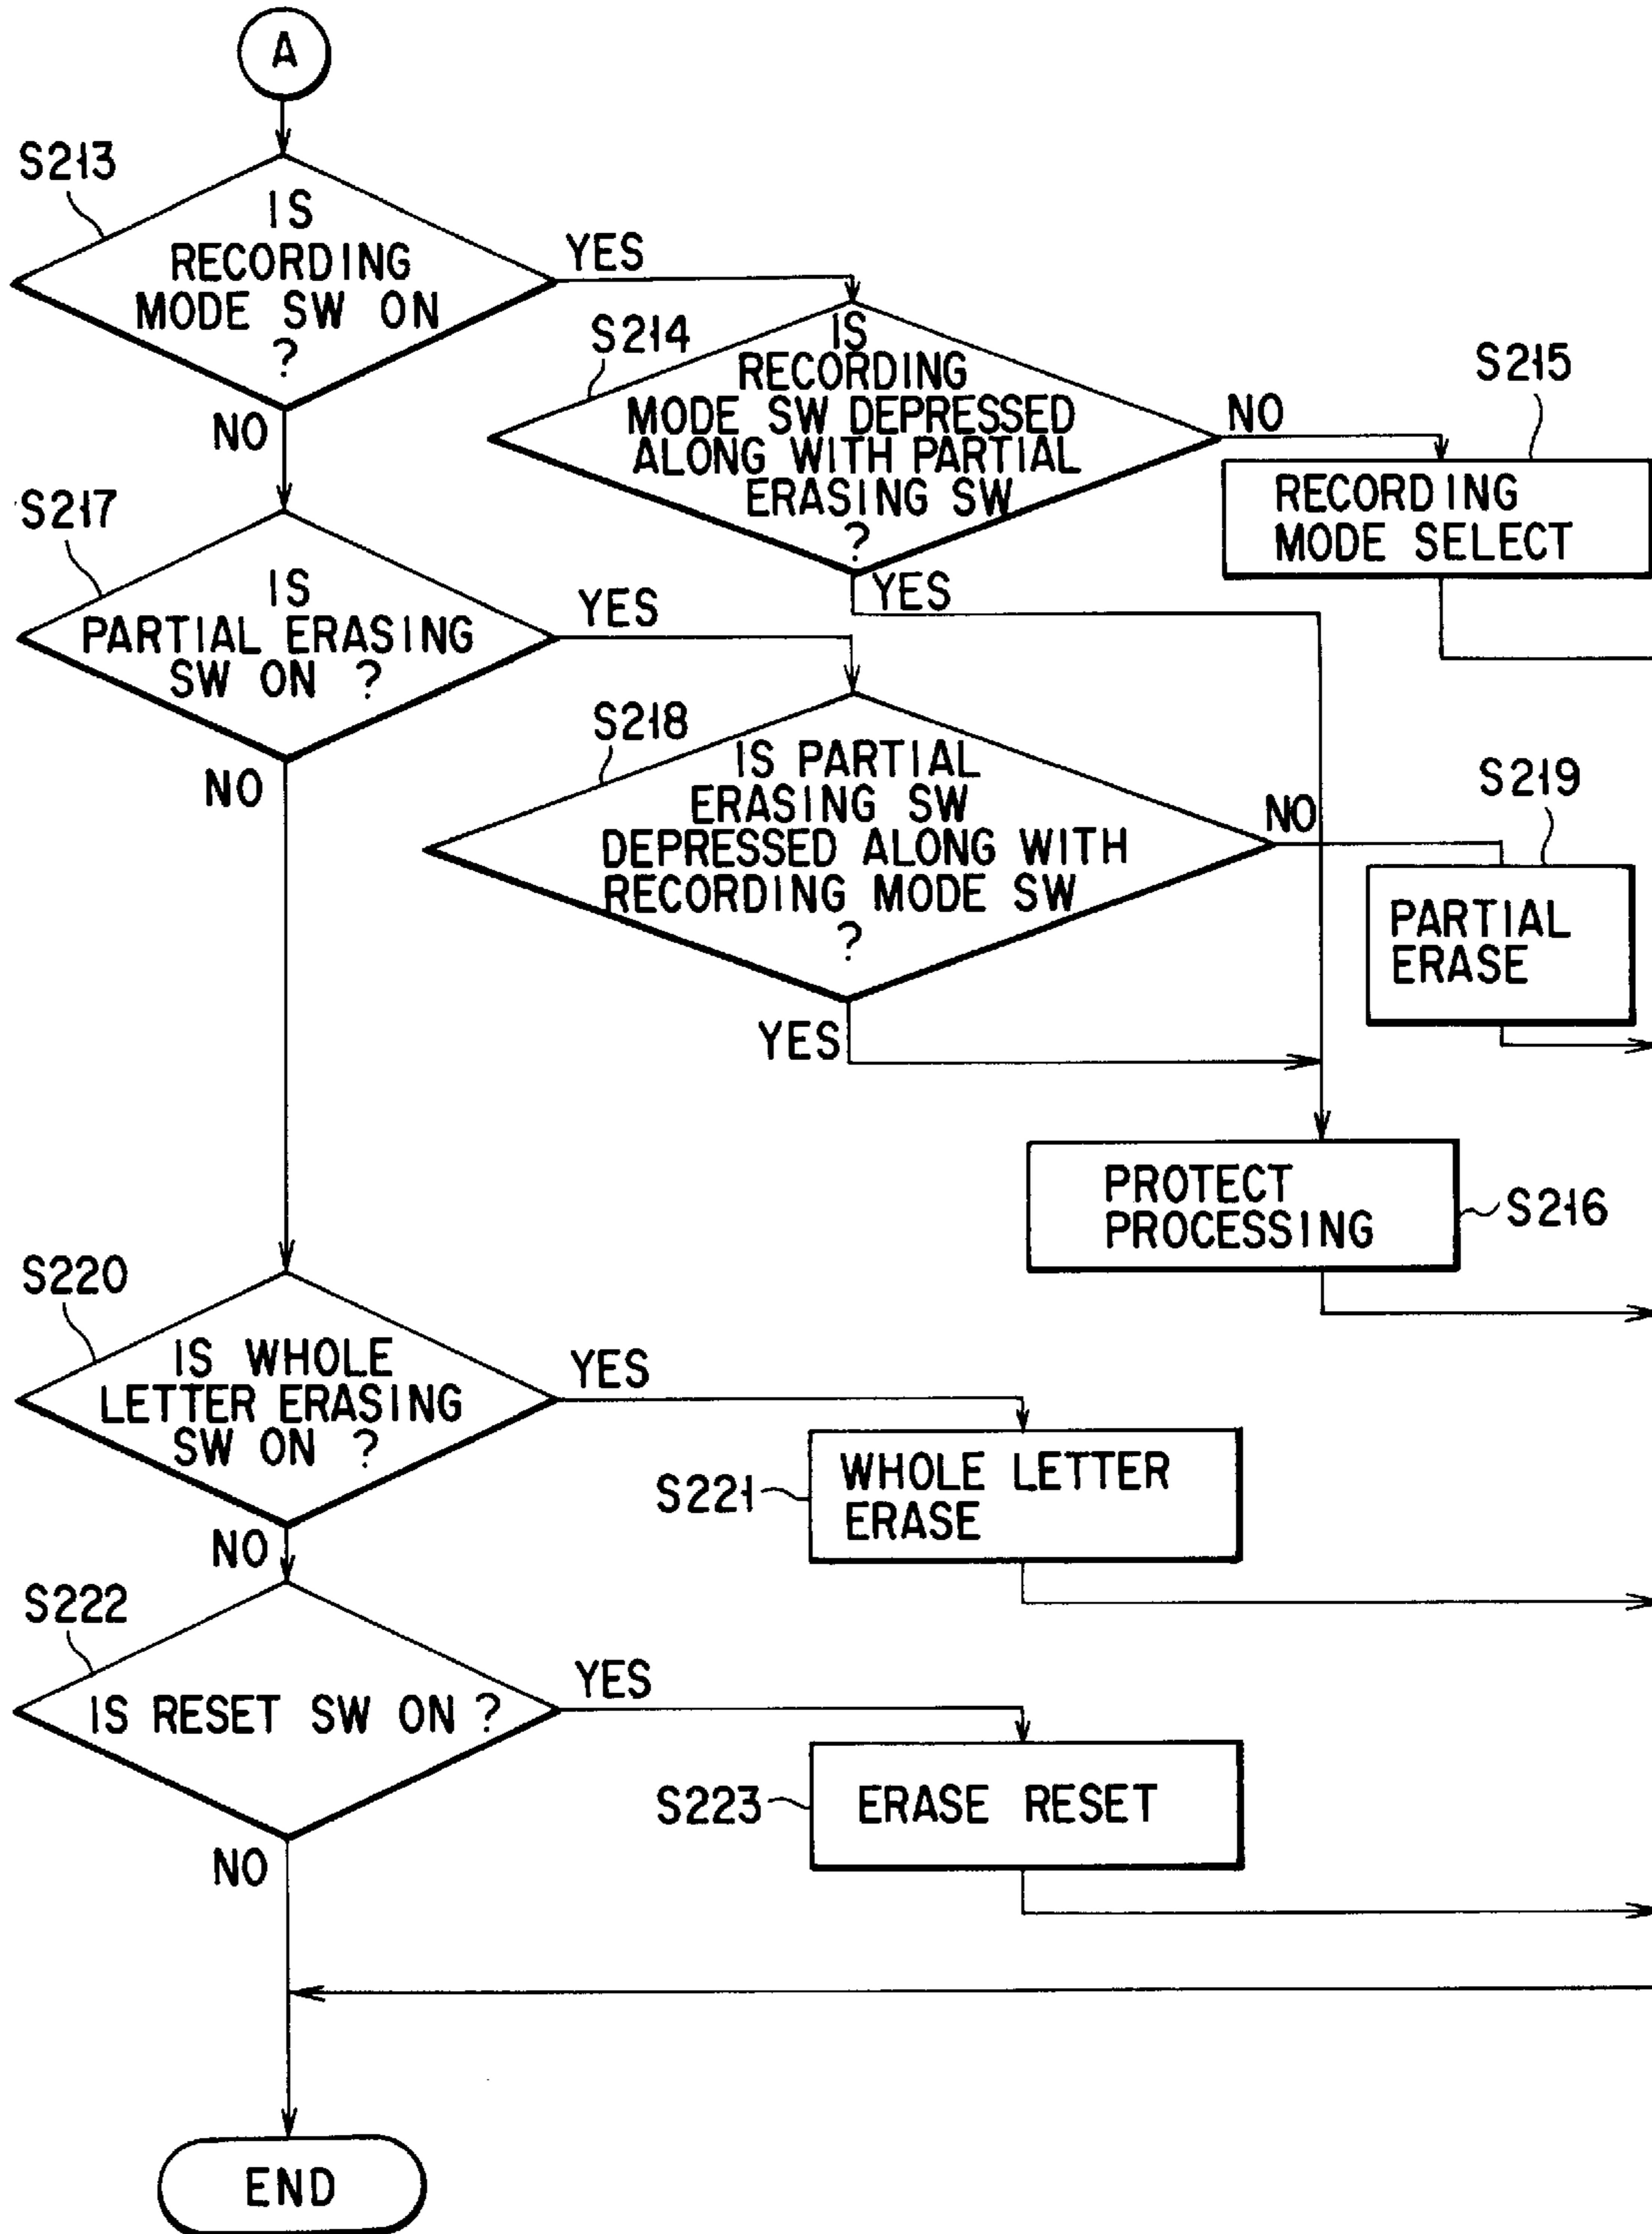 A
S213
IS
RECORDING
MODE SW ON
?
YES
NO
S214
IS
RECORDING
MODE SW DEPRESSED
ALONG WITH PARTIAL
ERASING SW
?
NO
YES
S215
RECORDING
MODE SELECT
S217
IS
PARTIAL ERASING
SW ON ?
YES
NO
S218
IS PARTIAL
ERASING SW
DEPRESSED ALONG WITH
RECORDING MODE SW
?
NO
YES
S219
PARTIAL
ERASE
PROTECT
PROCESSING
S216
S220
IS WHOLE
LETTER ERASING
SW ON ?
YES
NO
S221
WHOLE LETTER
ERASE
S222
IS RESET SW ON ?
YES
NO
S223
ERASE RESET
END